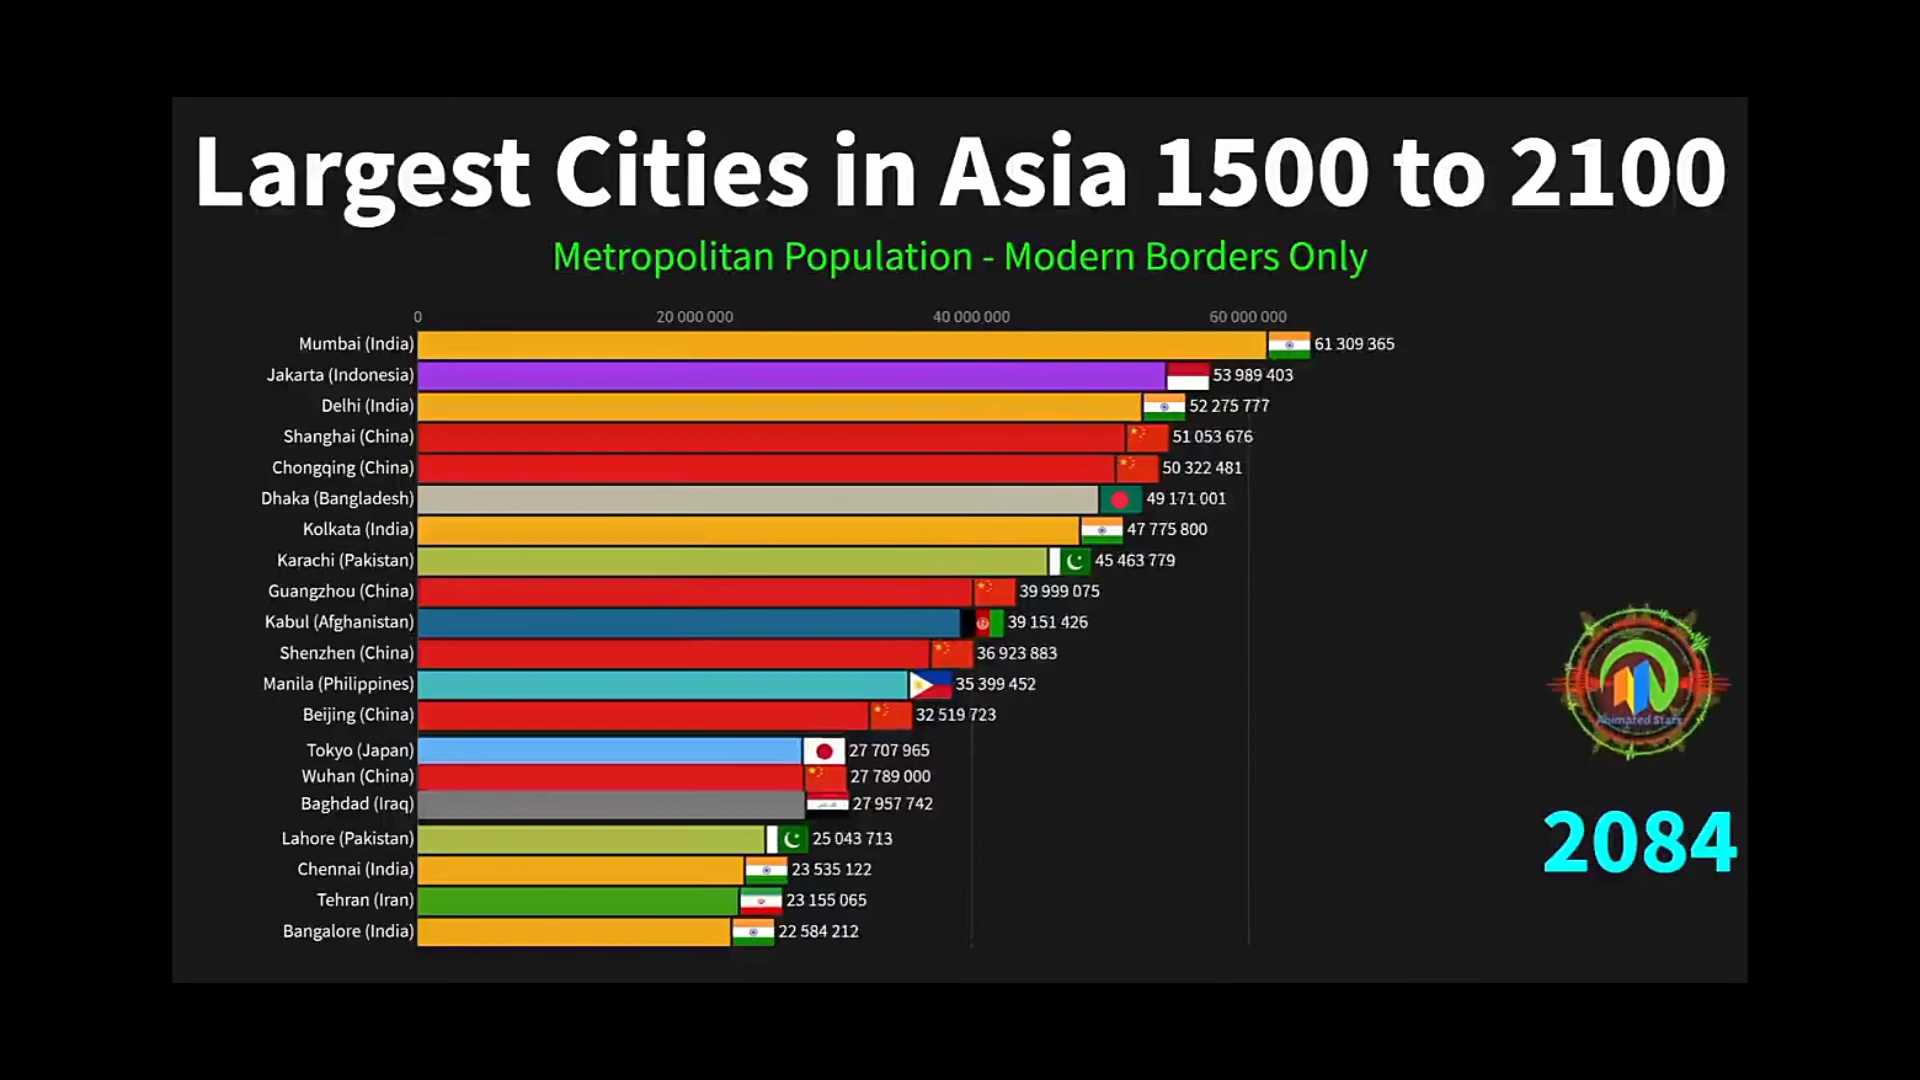 Largest Cities in Asia 1500 to 2100
Metropolitan Population - Modern Borders Only
0 20 000 000 40 000 000 60 000 000
Mumbai (India) 61 309 365
Jakarta (Indonesia) 53 989 403
Delhi (India) 52 275 777
Shanghai (China) 51 053 676
Chongqing (China) 50 322 481
Dhaka (Bangladesh) 49 171 001
Kolkata (India) 47 775 800
Karachi (Pakistan) 45 463 779
Guangzhou (China) 39 999 075
Kabul (Afghanistan) 39 151 426
Shenzhen (China) 36 923 883
Manila (Philippines) 35 399 452
Beijing (China) 32 519 723
Tokyo (Japan) 27 707 965
Wuhan (China) 27 789 000
Baghdad (Iraq) 27 957 742
Lahore (Pakistan) 25 043 713
Chennai (India) 23 535 122
Tehran (Iran) 23 155 065
Bangalore (India) 22 584 212
Animated Stats
2084